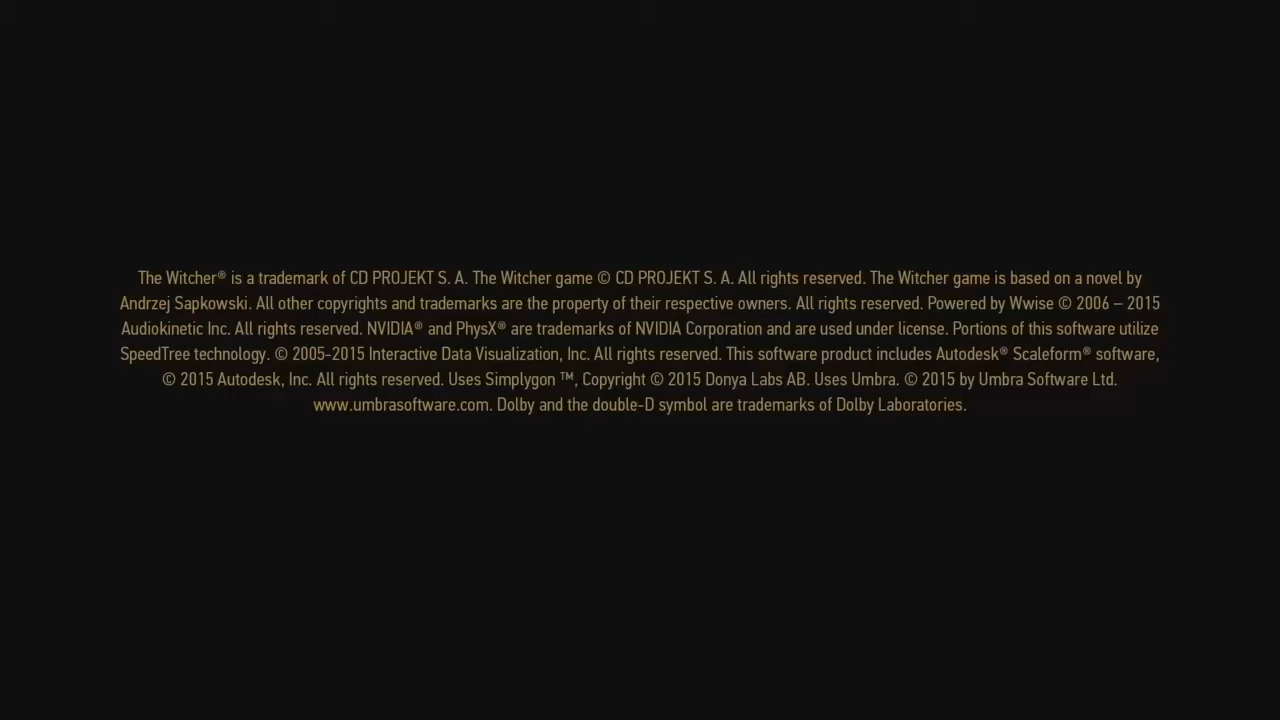 The Witcher® is a trademark of CD PROJEKT S. A. The Witcher game © CD PROJEKT S. A. All rights reserved. The Witcher game is based on a novel by
Andrzej Sapkowski. All other copyrights and trademarks are the property of their respective owners. All rights reserved. Powered by Wwise © 2006 – 2015
Audiokinetic Inc. All rights reserved. NVIDIA® and PhysX® are trademarks of NVIDIA Corporation and are used under license. Portions of this software utilize
SpeedTree technology. © 2005-2015 Interactive Data Visualization, Inc. All rights reserved. This software product includes Autodesk® Scaleform® software,
© 2015 Autodesk, Inc. All rights reserved. Uses Simplygon ™, Copyright © 2015 Donya Labs AB. Uses Umbra. © 2015 by Umbra Software Ltd.
www.umbrasoftware.com. Dolby and the double-D symbol are trademarks of Dolby Laboratories.